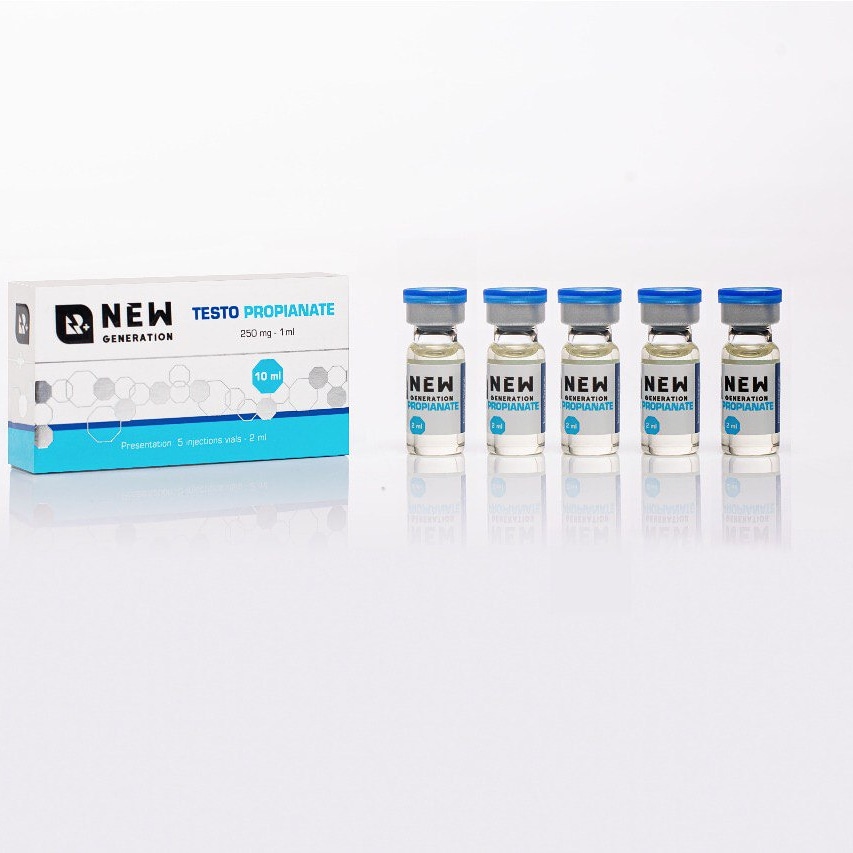 NEW
GENERATION
TESTO PROPIANATE
250 mg - 1 ml
10 ml
Presentation: 5 injections vials - 2 ml
NEW
GENERATION
PROPIANATE
2 ml
NEW
GENERATION
PROPIANATE
2 ml
NEW
GENERATION
PROPIANATE
2 ml
NEW
GENERATION
PROPIANATE
2 ml
NEW
GENERATION
PROPIANATE
2 ml